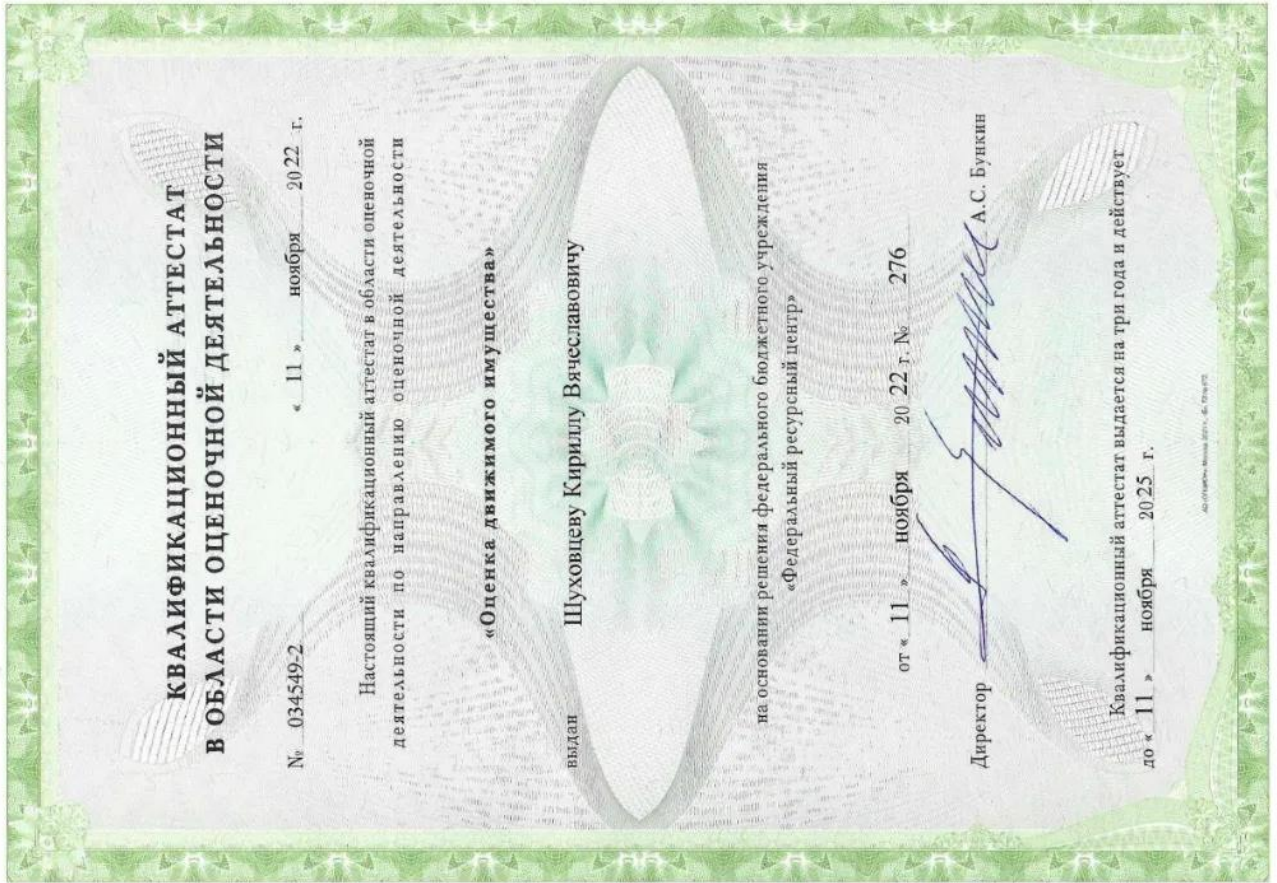 КВАЛИФИКАЦИОННЫЙ АТТЕСТАТ
В ОБЛАСТИ ОЦЕНОЧНОЙ ДЕЯТЕЛЬНОСТИ
№ 034549-2 « 11 » ноября 2022 г.
Настоящий квалификационный аттестат в области оценочной
деятельности по направлению оценочной деятельности
«Оценка движимого имущества»
выдан Шуховцеву Кириллу Вячеславовичу
на основании решения федерального бюджетного учреждения
«Федеральный ресурсный центр»
от « 11 » ноября 20 22 г. № 276
Директор А.С. Бункин
Квалификационный аттестат выдается на три года и действует
до « 11 » ноября 2025 г.